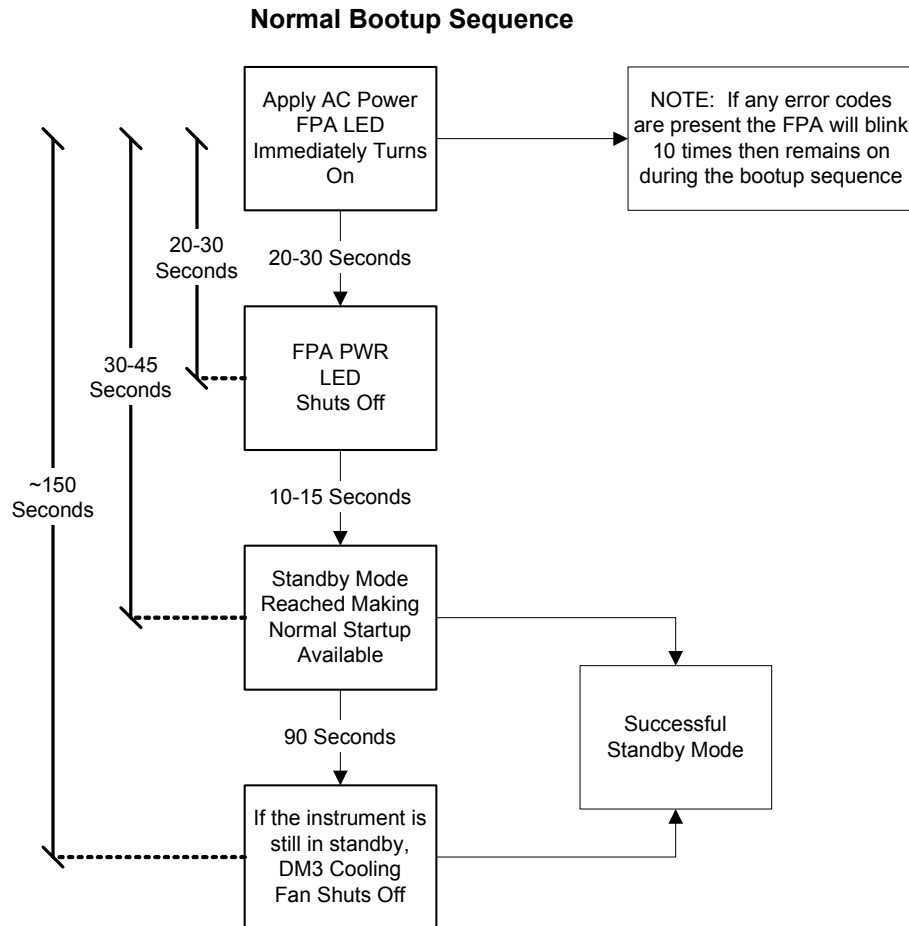 Normal Bootup Sequence
Apply AC Power
FPA LED
Immediately Turns
On
NOTE:  If any error codes
are present the FPA will blink
10 times then remains on
during the bootup sequence
20-30
Seconds
20-30 Seconds
FPA PWR
LED
Shuts Off
30-45
Seconds
~150
Seconds
10-15 Seconds
Standby Mode
Reached Making
Normal Startup
Available
Successful
Standby Mode
90 Seconds
If the instrument is
still in standby,
DM3 Cooling
Fan Shuts Off